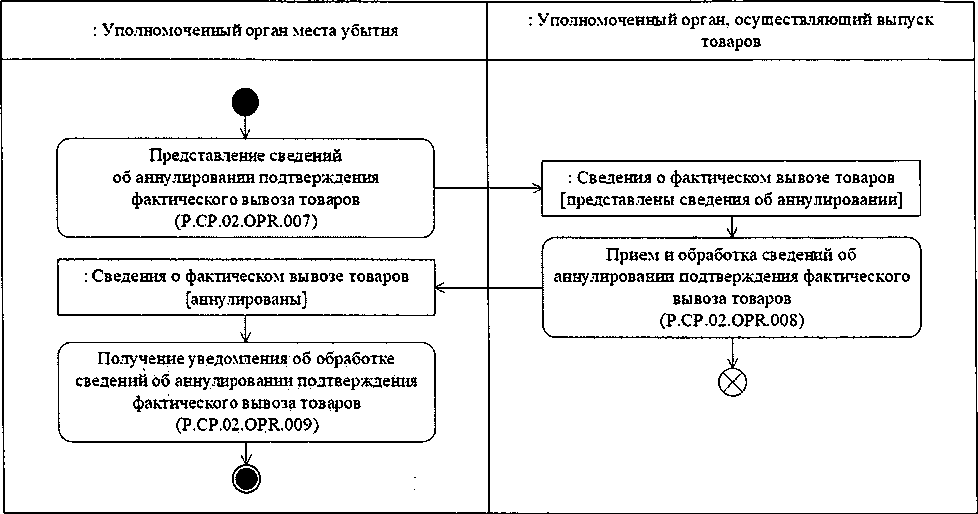 : Уполномоченный орган места убытия
: Уполномоченный орган, осуществляющий выпуск
товаров
Представление сведений
об аннулировании подтверждения
фактического вывоза товаров
(P.CP.02.OPR.007)
: Сведения о фактическом вывозе товаров
[представлены сведения об аннулировании]
Прием и обработка сведений об
аннулировании подтверждения фактического
вывоза товаров
(P.CP.02.OPR.008)
: Сведения о фактическом вывозе товаров
[аннулированы]
Получение уведомления об обработке
сведений об аннулировании подтверждения
фактического вывоза товаров
(P.CP.02.OPR.009)